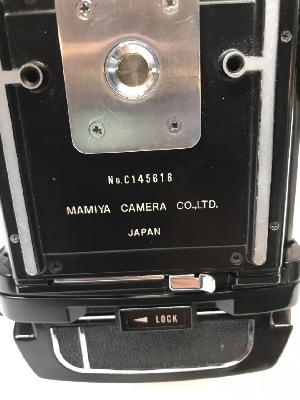 No.C145618
MAMIYA CAMERA CO.,LTD.
JAPAN
LOCK